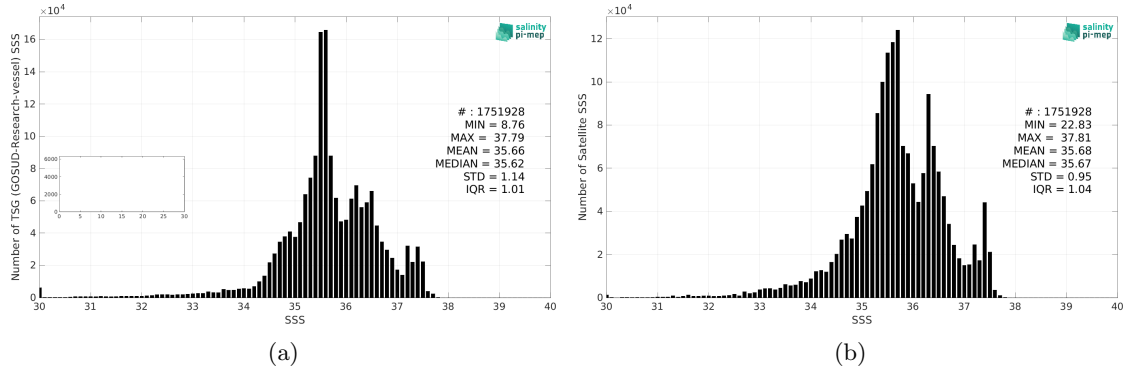 ×10⁴
16
14
12
10
8
6
4
2
0
Number of TSG (GOSUD-Research-vessel) SSS
salinity
pi-mep
# : 1751928
MIN = 8.76
MAX = 37.79
MEAN = 35.66
MEDIAN = 35.62
STD = 1.14
IQR = 1.01
6000
4000
2000
0
0 5 10 15 20 25 30
30 31 32 33 34 35 36 37 38 39 40
SSS
(a)
×10⁴
12
10
8
6
4
2
0
Number of Satellite SSS
salinity
pi-mep
# : 1751928
MIN = 22.83
MAX = 37.81
MEAN = 35.68
MEDIAN = 35.67
STD = 0.95
IQR = 1.04
30 31 32 33 34 35 36 37 38 39 40
SSS
(b)